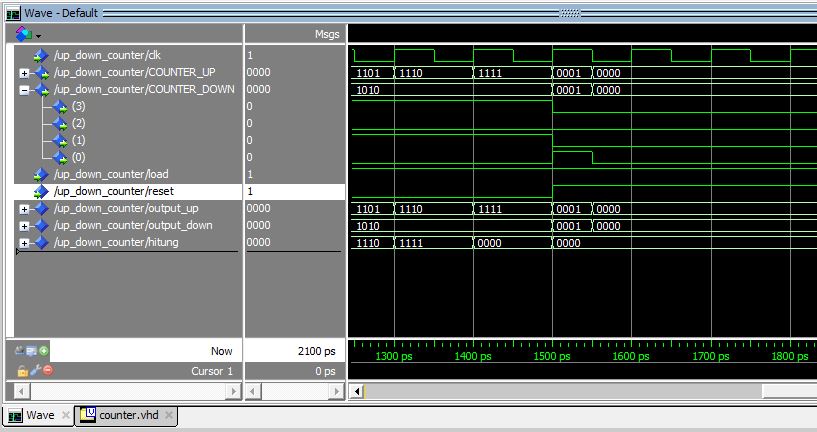 Wave - Default
Msgs
/up_down_counter/clk 1
/up_down_counter/COUNTER_UP 0000 1101 1110 1111 0001 0000
/up_down_counter/COUNTER_DOWN 0000 1010 0001 0000
(3) 0
(2) 0
(1) 0
(0) 0
/up_down_counter/load 1
/up_down_counter/reset 1
/up_down_counter/output_up 0000 1101 1110 1111 0001 0000
/up_down_counter/output_down 0000 1010 0001 0000
/up_down_counter/hitung 0000 1110 1111 0000 0000
Now 2100 ps 1300 ps 1400 ps 1500 ps 1600 ps 1700 ps 1800 ps
Cursor 1 0 ps
Wave counter.vhd